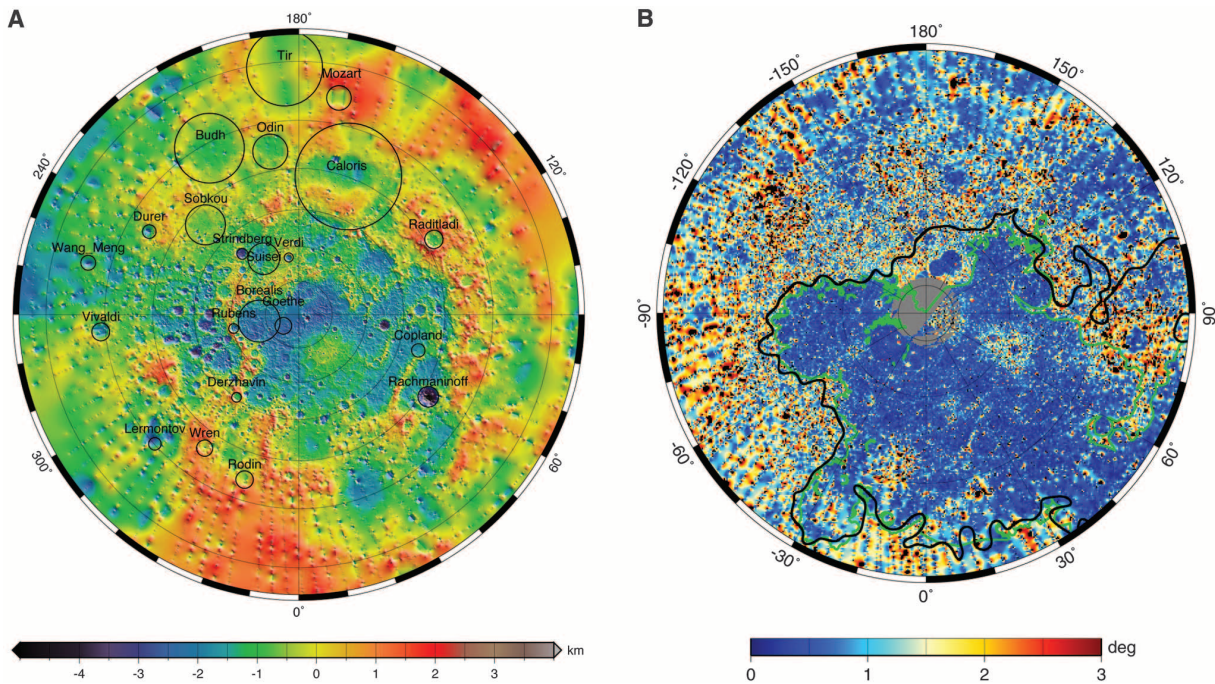 A
180˚
Tir
Mozart
Budh
Odin
Caloris
240˚
120˚
Sobkou
Durer
Raditladi
Strindberg
Verdi
Wang_Meng
Suisei
Borealis
Goethe
Vivaldi
Rubens
Copland
Derzhavin
Rachmaninoff
Lermontov
Wren
Rodin
300˚
60˚
0˚
-4 -3 -2 -1 0 1 2 3
km
B
180˚
-150˚
150˚
-120˚
120˚
-90˚
90˚
-60˚
60˚
-30˚
30˚
0˚
deg
0 1 2 3